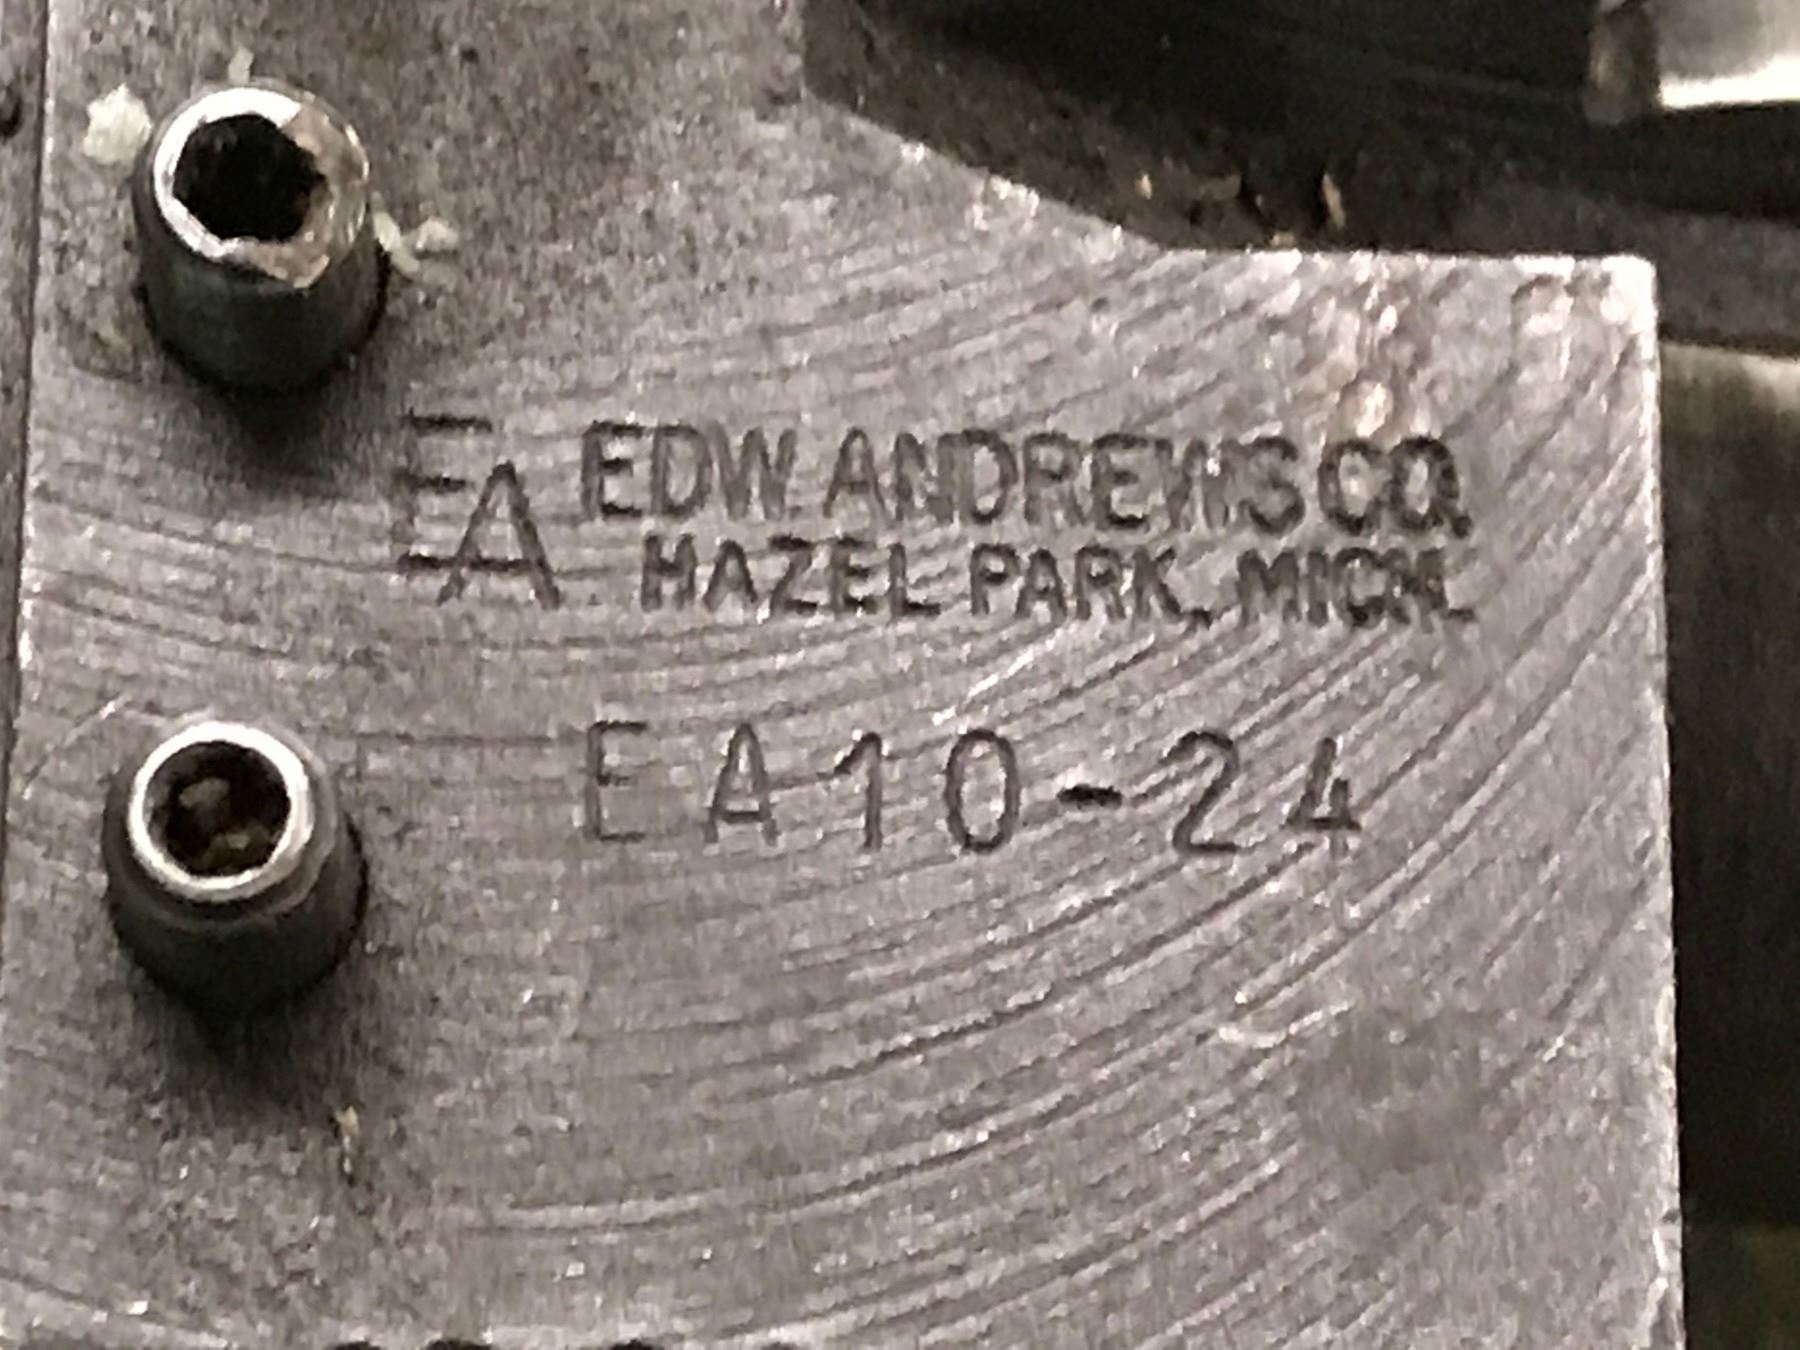 EA EDW. ANDREWS CO.
HAZEL PARK, MICH.
EA10-24